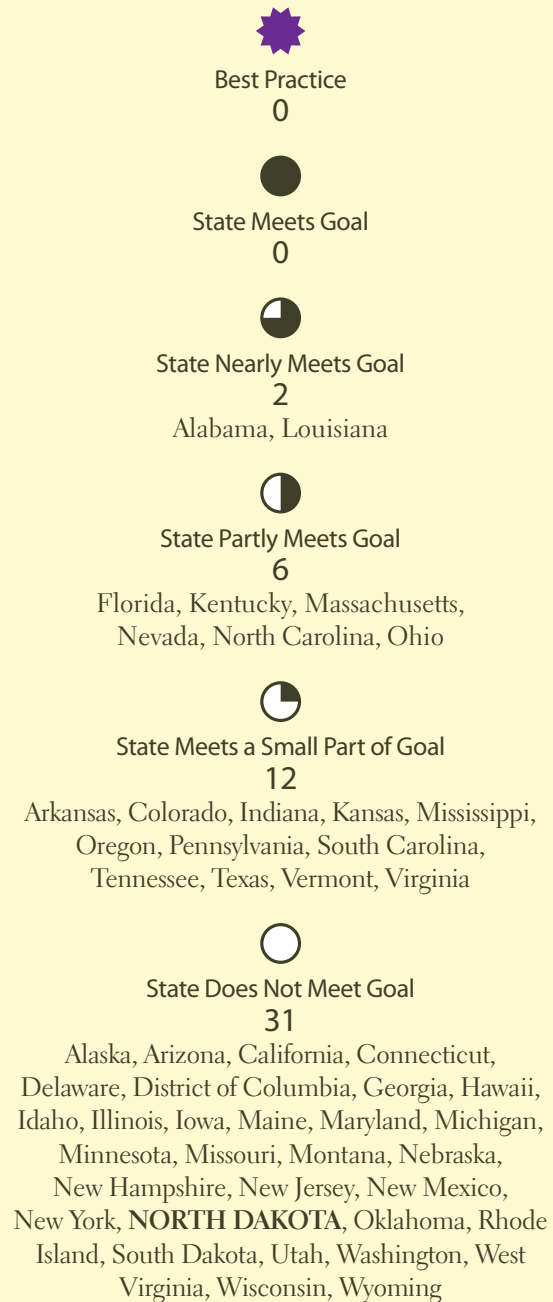 Best Practice
0
State Meets Goal
0
State Nearly Meets Goal
2
Alabama, Louisiana
State Partly Meets Goal
6
Florida, Kentucky, Massachusetts,
Nevada, North Carolina, Ohio
State Meets a Small Part of Goal
12
Arkansas, Colorado, Indiana, Kansas, Mississippi,
Oregon, Pennsylvania, South Carolina,
Tennessee, Texas, Vermont, Virginia
State Does Not Meet Goal
31
Alaska, Arizona, California, Connecticut,
Delaware, District of Columbia, Georgia, Hawaii,
Idaho, Illinois, Iowa, Maine, Maryland, Michigan,
Minnesota, Missouri, Montana, Nebraska,
New Hampshire, New Jersey, New Mexico,
New York, NORTH DAKOTA, Oklahoma, Rhode
Island, South Dakota, Utah, Washington, West
Virginia, Wisconsin, Wyoming